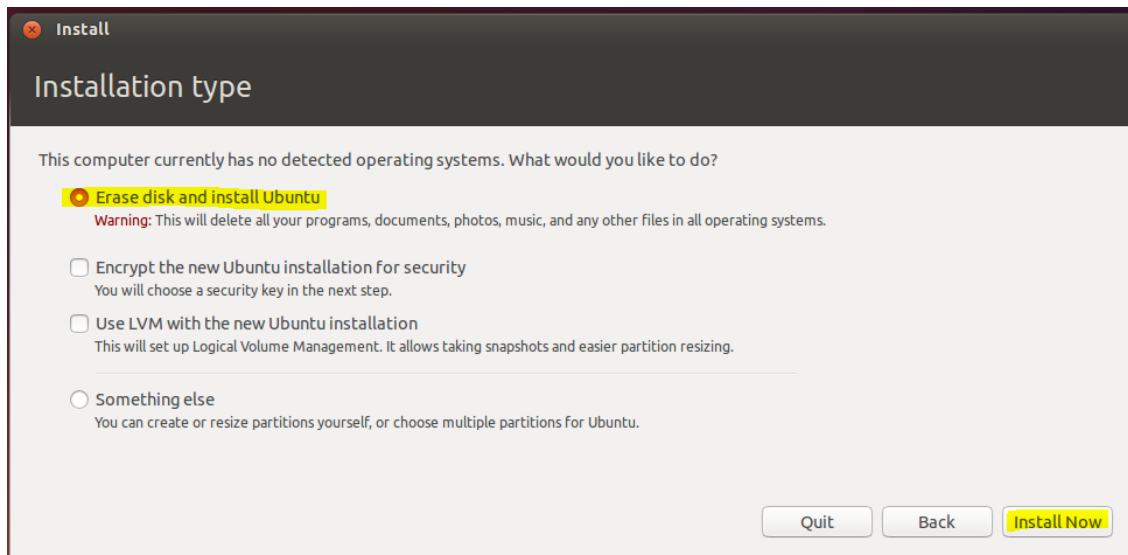 Install
Installation type
This computer currently has no detected operating systems. What would you like to do?
Erase disk and install Ubuntu
Warning: This will delete all your programs, documents, photos, music, and any other files in all operating systems.
Encrypt the new Ubuntu installation for security
You will choose a security key in the next step.
Use LVM with the new Ubuntu installation
This will set up Logical Volume Management. It allows taking snapshots and easier partition resizing.
Something else
You can create or resize partitions yourself, or choose multiple partitions for Ubuntu.
Quit Back Install Now